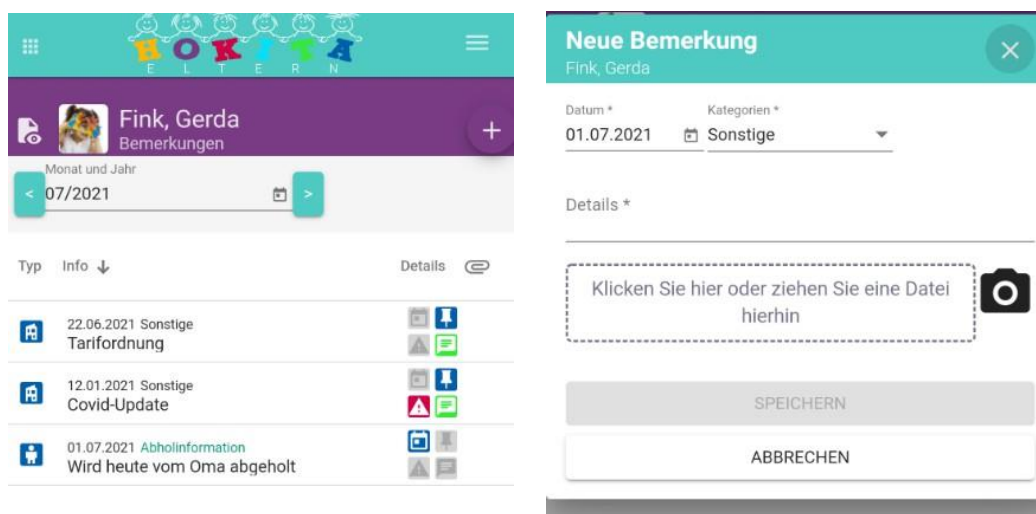 HOKITA
ELTERN
Fink, Gerda
Bemerkungen
Monat und Jahr
< 07/2021 >
Typ Info Details
22.06.2021 Sonstige
Tarifordnung
12.01.2021 Sonstige
Covid-Update
01.07.2021 Abholinformation
Wird heute vom Oma abgeholt
Neue Bemerkung
Fink, Gerda
Datum * Kategorien *
01.07.2021 Sonstige
Details *
Klicken Sie hier oder ziehen Sie eine Datei
hierhin
SPEICHERN
ABBRECHEN